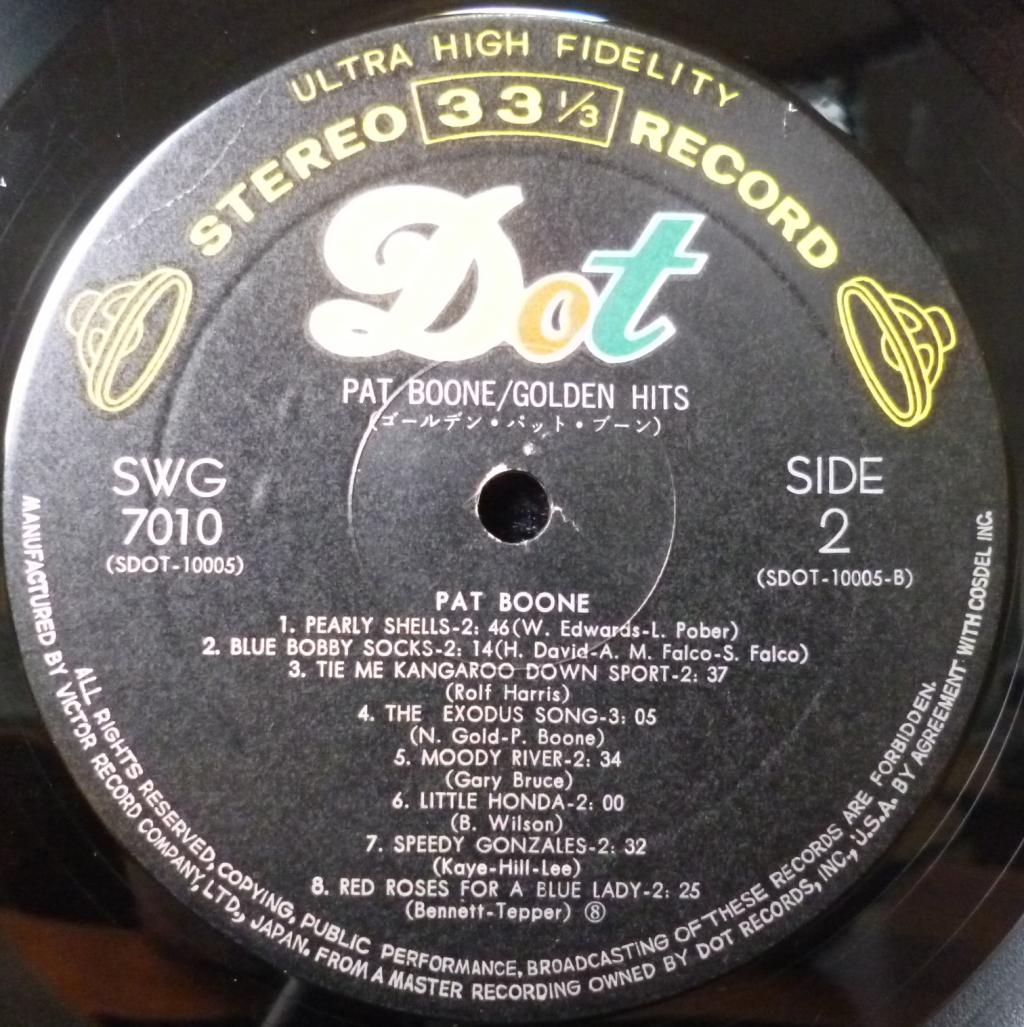 ULTRA HIGH FIDELITY
STEREO 33 1/3 RECORD
Dot
PAT BOONE/GOLDEN HITS
(ゴールデン・パット・ブーン)
SWG
7010
(SDOT-10005)
SIDE
2
(SDOT-10005-B)
PAT BOONE
1. PEARLY SHELLS-2: 46(W. Edwards-L. Pober)
2. BLUE BOBBY SOCKS-2: 14(H. David-A. M. Falco-S. Falco)
3. TIE ME KANGAROO DOWN SPORT-2: 37
(Rolf Harris)
4. THE EXODUS SONG-3: 05
(N. Gold-P. Boone)
5. MOODY RIVER-2: 34
(Gary Bruce)
6. LITTLE HONDA-2: 00
(B. Wilson)
7. SPEEDY GONZALES-2: 32
(Kaye-Hill-Lee)
8. RED ROSES FOR A BLUE LADY-2: 25
(Bennett-Tepper) ⑧
ALL RIGHTS RESERVED, COPYING, PUBLIC PERFORMANCE, BROADCASTING OF THESE RECORDS ARE FORBIDDEN.
MANUFACTURED BY VICTOR RECORD COMPANY, LTD., JAPAN. FROM A MASTER RECORDING OWNED BY DOT RECORDS, INC., U.S.A. BY AGREEMENT WITH COSDEL INC.